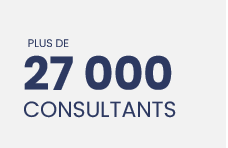 PLUS DE
27 000
CONSULTANTS